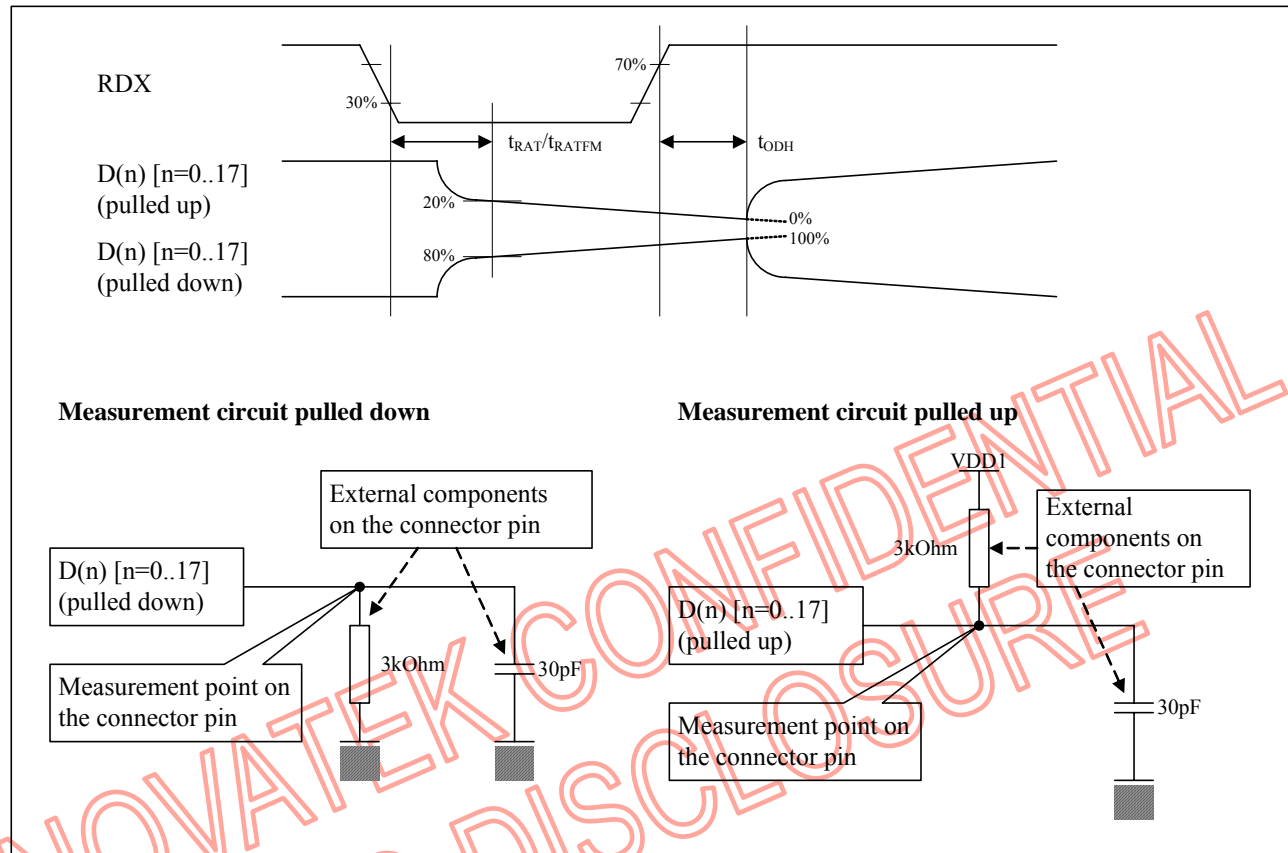 RDX
70%
30%
tRAT/tRATFM
tODH
D(n) [n=0..17]
(pulled up)
20%
0%
100%
D(n) [n=0..17]
(pulled down)
80%
Measurement circuit pulled down
Measurement circuit pulled up
External components
on the connector pin
D(n) [n=0..17]
(pulled down)
3kOhm
30pF
Measurement point on
the connector pin
VDD1
3kOhm
External
components on
the connector pin
D(n) [n=0..17]
(pulled up)
30pF
Measurement point on
the connector pin
NOVATEK CONFIDENTIAL
DISCLOSURE